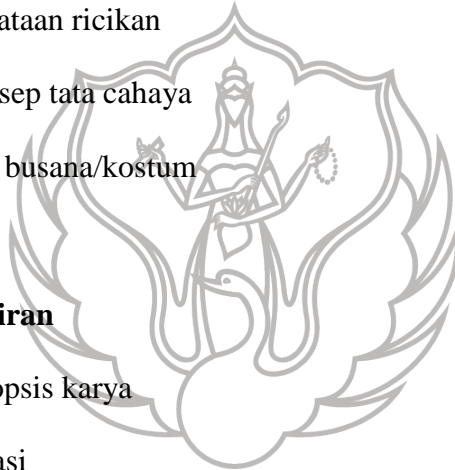 ataan ricikan
sep tata cahaya
busana/kostum
iran
opsis karya
asi